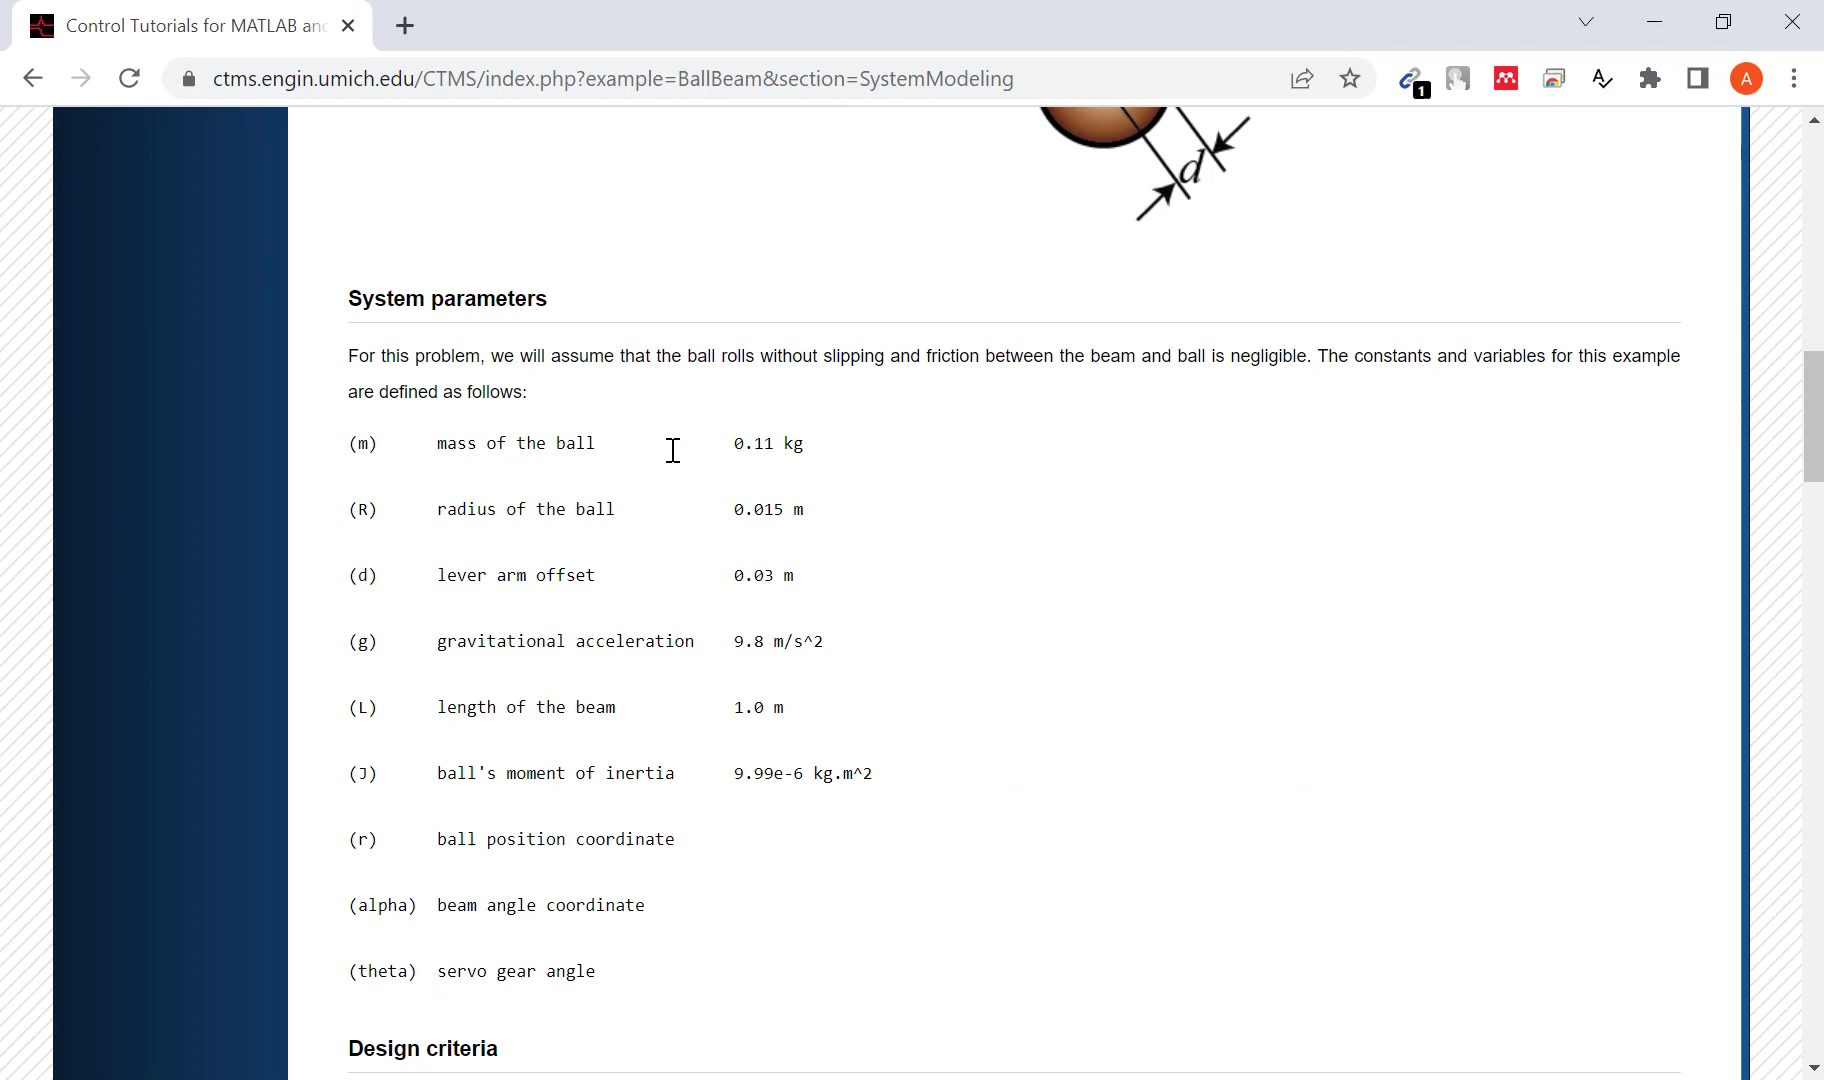 Control Tutorials for MATLAB and
ctms.engin.umich.edu/CTMS/index.php?example=BallBeam&section=SystemModeling
1
A
d
System parameters
For this problem, we will assume that the ball rolls without slipping and friction between the beam and ball is negligible. The constants and variables for this example
are defined as follows:
(m) mass of the ball 0.11 kg
(R) radius of the ball 0.015 m
(d) lever arm offset 0.03 m
(g) gravitational acceleration 9.8 m/s^2
(L) length of the beam 1.0 m
(J) ball's moment of inertia 9.99e-6 kg.m^2
(r) ball position coordinate
(alpha) beam angle coordinate
(theta) servo gear angle
Design criteria